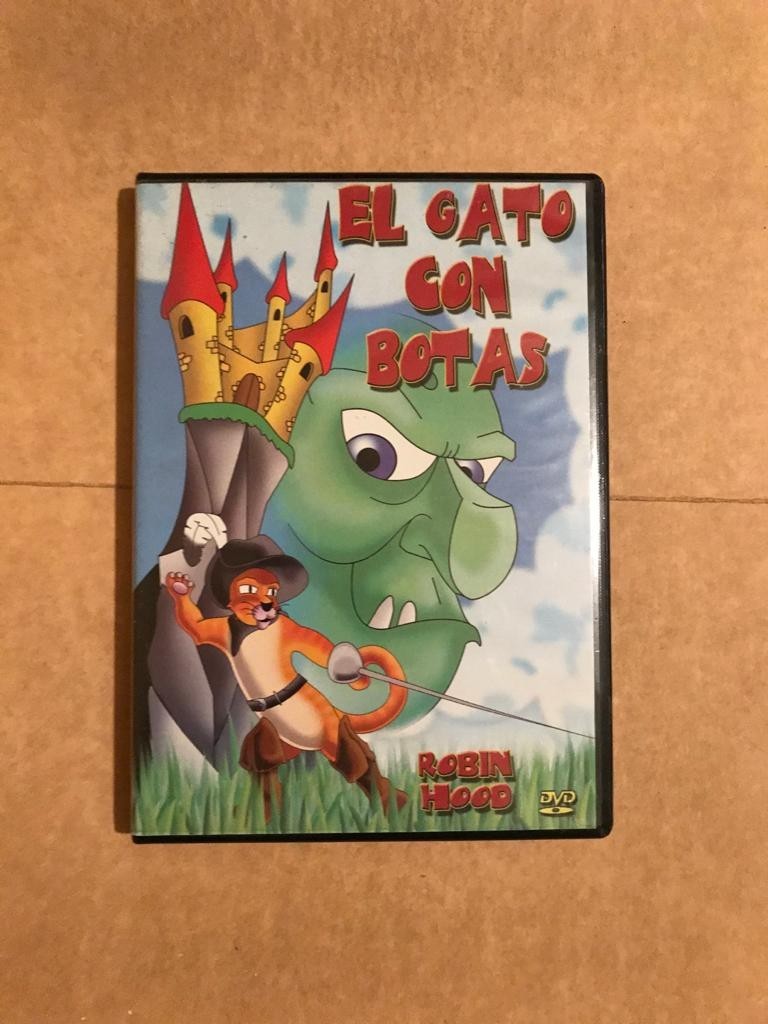 EL GATO
CON
BOTAS
ROBIN
HOOD
DVD